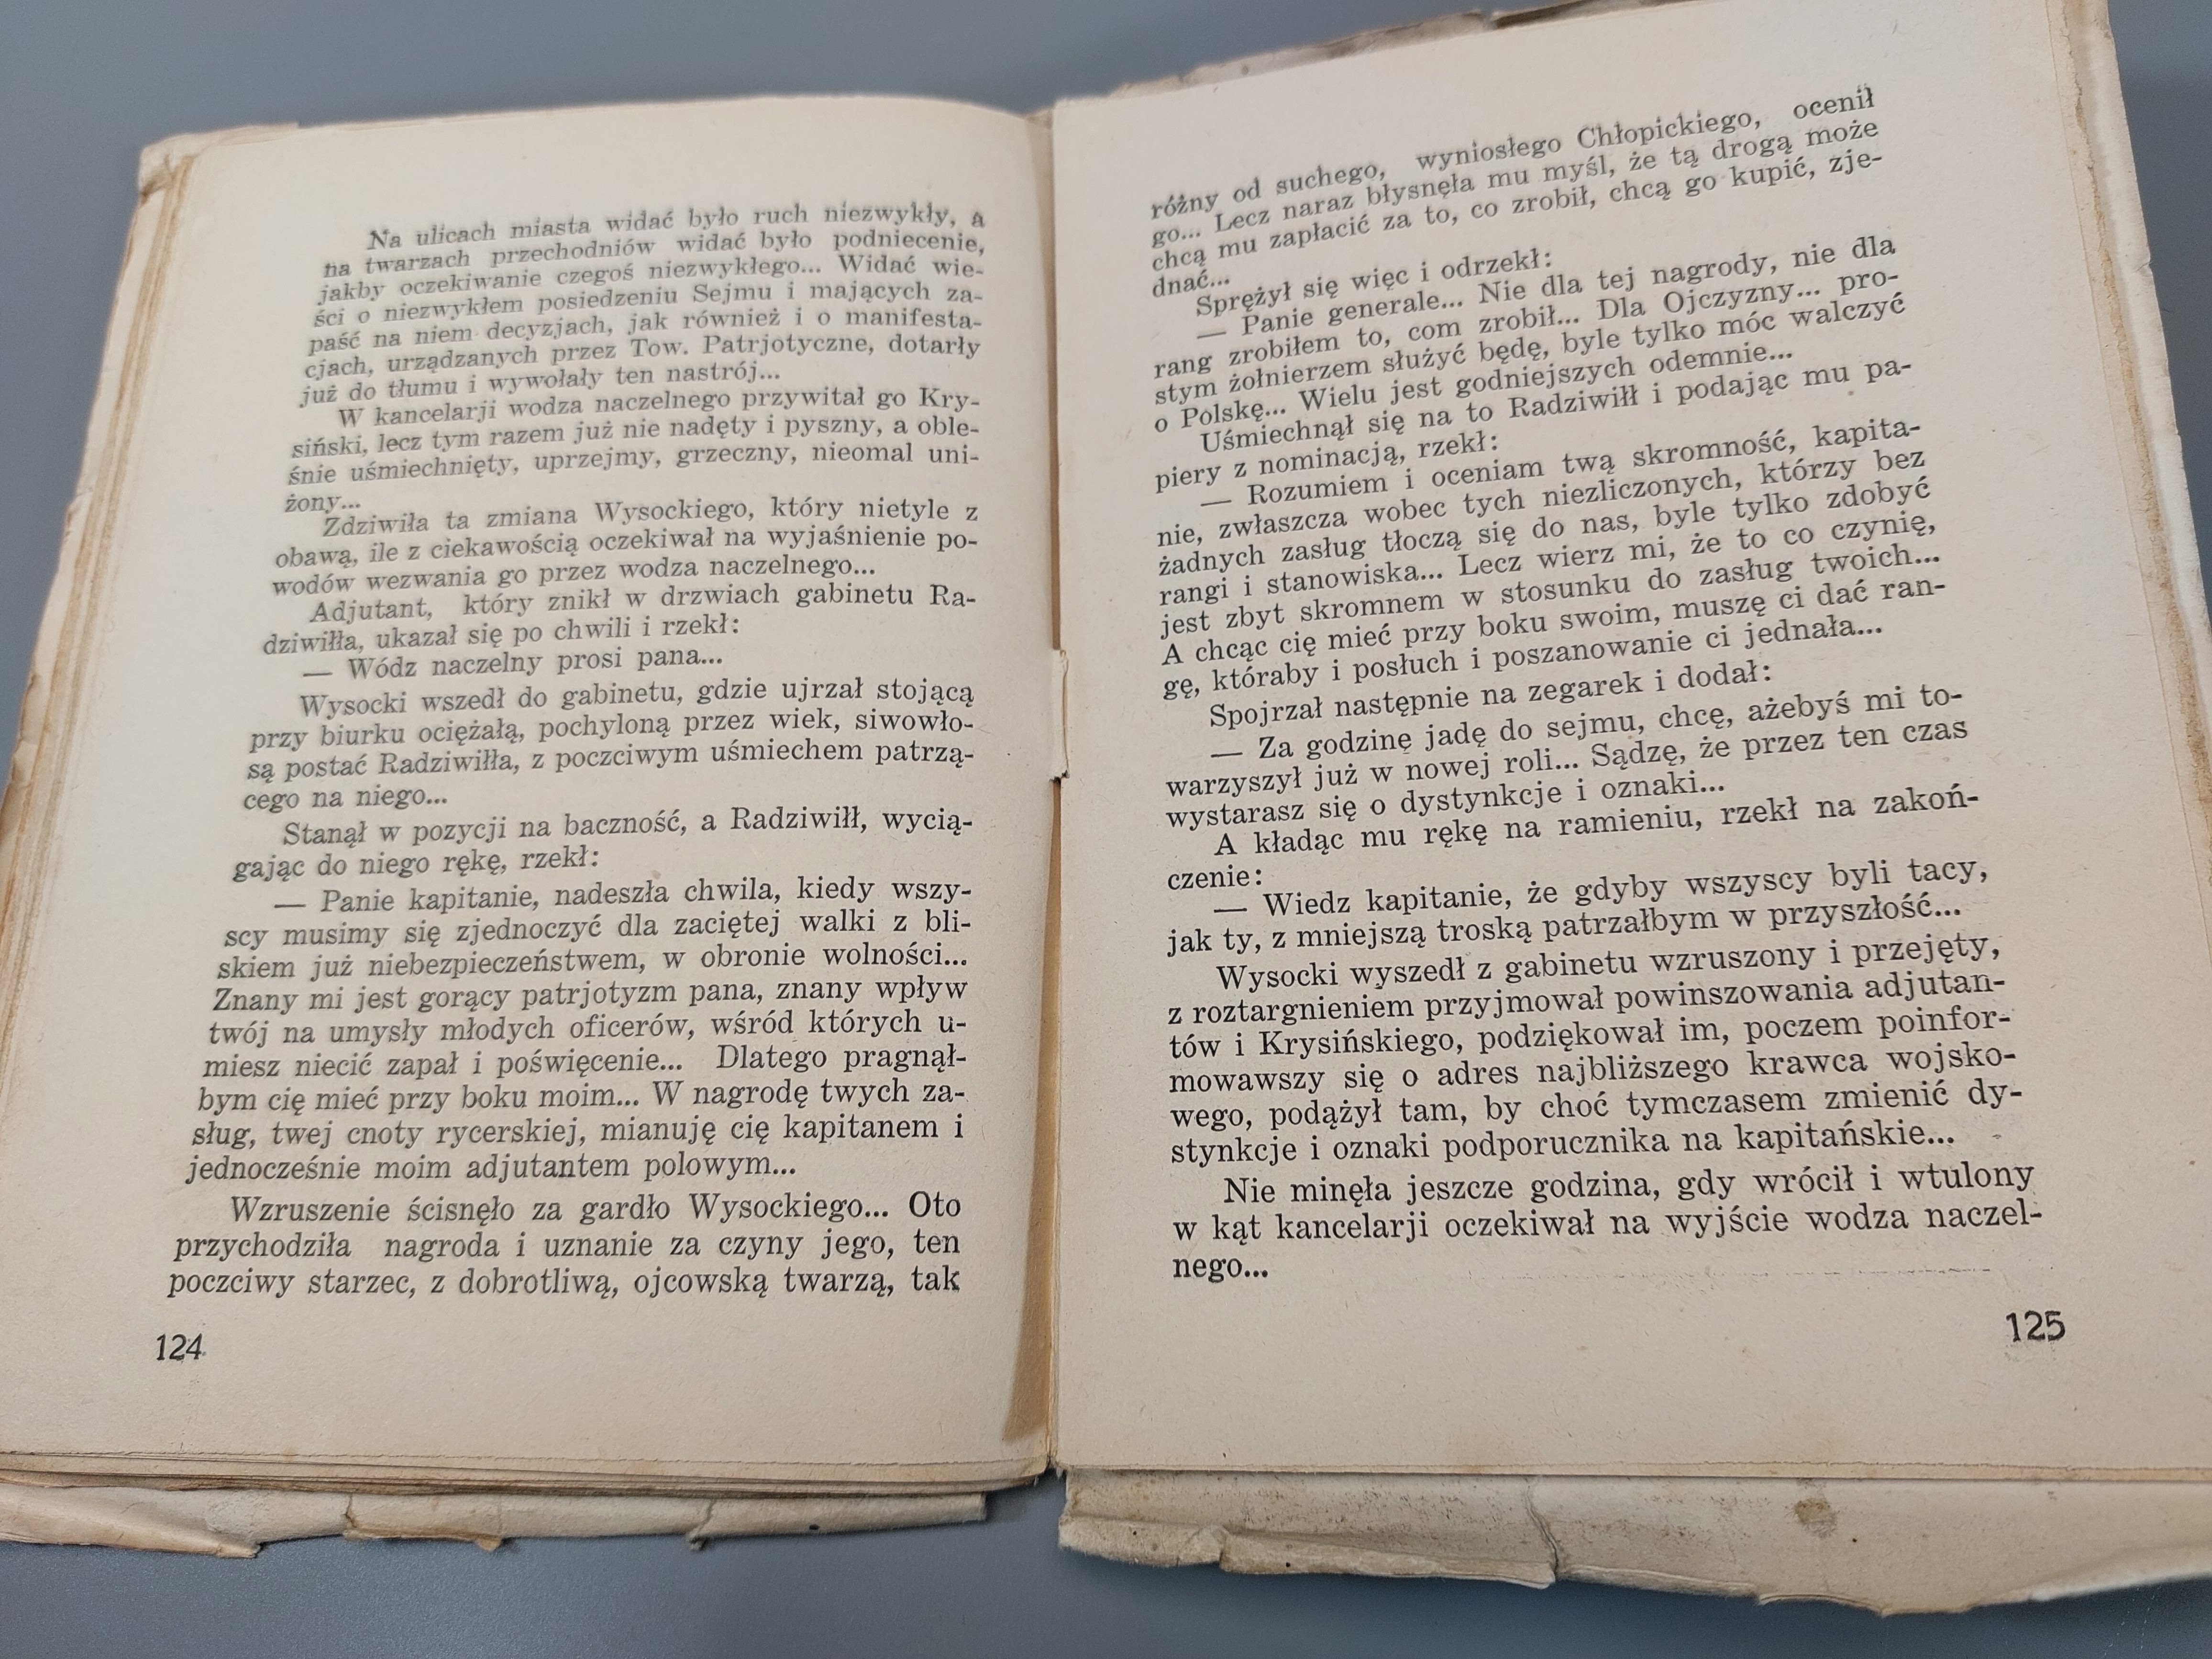 Na ulicach miasta widać było ruch niezwykły, a
na twarzach przechodniów widać było podniecenie,
jakby oczekiwanie czegoś niezwykłego... Widać wie-
ści o niezwykłem posiedzeniu Sejmu i mających za-
paść na niem decyzjach, jak również i o manifesta-
cjach, urządzanych przez Tow. Patrjotyczne, dotarły
już do tłumu i wywołały ten nastrój...
W kancelarji wodza naczelnego przywitał go Kry-
siński, lecz tym razem już nie nadęty i pyszny, a oble-
śnie uśmiechnięty, uprzejmy, grzeczny, nieomal uni-
żony...
Zdziwiła ta zmiana Wysockiego, który nietyle z
obawą, ile z ciekawością oczekiwał na wyjaśnienie po-
wodów wezwania go przez wodza naczelnego...
Adjutant, który znikł w drzwiach gabinetu Ra-
dziwiłła, ukazał się po chwili i rzekł:
— Wódz naczelny prosi pana...
Wysocki wszedł do gabinetu, gdzie ujrzał stojącą
przy biurku ociężałą, pochyloną przez wiek, siwowło-
są postać Radziwiłła, z poczciwym uśmiechem patrzą-
cego na niego...
Stanął w pozycji na baczność, a Radziwiłł, wycią-
gając do niego rękę, rzekł:
— Panie kapitanie, nadeszła chwila, kiedy wszy-
scy musimy się zjednoczyć dla zaciętej walki z bli-
skiem już niebezpieczeństwem, w obronie wolności...
Znany mi jest gorący patrjotyzm pana, znany wpływ
twój na umysły młodych oficerów, wśród których u-
miesz niecić zapał i poświęcenie... Dlatego pragnął-
bym cię mieć przy boku moim... W nagrodę twych za-
sług, twej cnoty rycerskiej, mianuję cię kapitanem i
jednocześnie moim adjutantem polowym...
Wzruszenie ścisnęło za gardło Wysockiego... Oto
przychodziła nagroda i uznanie za czyny jego, ten
poczciwy starzec, z dobrotliwą, ojcowską twarzą, tak
124
różny od suchego, wyniosłego Chłopickiego, ocenił
go... Lecz naraz błysnęła mu myśl, że tą drogą może
chcą mu zapłacić za to, co zrobił, chcą go kupić, zje-
dnać...
Sprężył się więc i odrzekł:
— Panie generale... Nie dla tej nagrody, nie dla
rang zrobiłem to, com zrobił... Dla Ojczyzny... pro-
stym żołnierzem służyć będę, byle tylko móc walczyć
o Polskę... Wielu jest godniejszych odemnie...
Uśmiechnął się na to Radziwiłł i podając mu pa-
piery z nominacją, rzekł:
— Rozumiem i oceniam twą skromność, kapita-
nie, zwłaszcza wobec tych niezliczonych, którzy bez
żadnych zasług tłoczą się do nas, byle tylko zdobyć
rangi i stanowiska... Lecz wierz mi, że to co czynię,
jest zbyt skromnem w stosunku do zasług twoich...
A chcąc cię mieć przy boku swoim, muszę ci dać ran-
gę, któraby i posłuch i poszanowanie ci jednała...
Spojrzał następnie na zegarek i dodał:
— Za godzinę jadę do sejmu, chcę, ażebyś mi to-
warzyszył już w nowej roli... Sądzę, że przez ten czas
wystarasz się o dystynkcje i oznaki...
A kładąc mu rękę na ramieniu, rzekł na zakoń-
czenie:
— Wiedz kapitanie, że gdyby wszyscy byli tacy,
jak ty, z mniejszą troską patrzałbym w przyszłość...
Wysocki wyszedł z gabinetu wzruszony i przejęty,
z roztargnieniem przyjmował powinszowania adjutan-
tów i Krysińskiego, podziękował im, poczem poinfor-
mowawszy się o adres najbliższego krawca wojsko-
wego, podążył tam, by choć tymczasem zmienić dy-
stynkcje i oznaki podporucznika na kapitańskie...
Nie minęła jeszcze godzina, gdy wrócił i wtulony
w kąt kancelarji oczekiwał na wyjście wodza naczel-
nego...
125